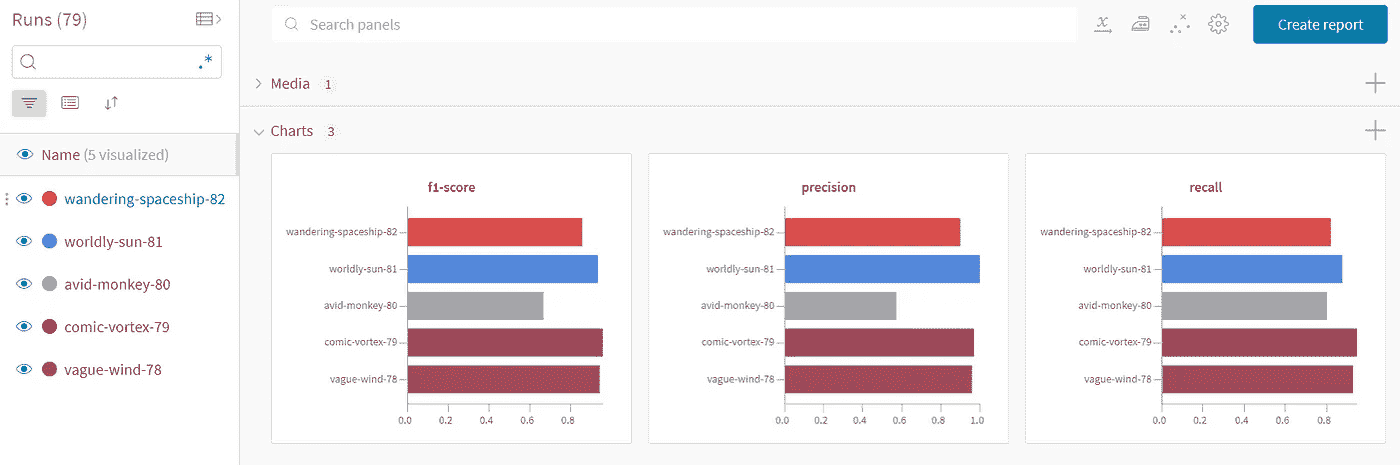 Runs (79)
.*
Name (5 visualized)
wandering-spaceship-82
worldly-sun-81
avid-monkey-80
comic-vortex-79
vague-wind-78
Search panels
Create report
Media 1
Charts 3
f1-score
wandering-spaceship-82
worldly-sun-81
avid-monkey-80
comic-vortex-79
vague-wind-78
0.0 0.2 0.4 0.6 0.8
precision
wandering-spaceship-82
worldly-sun-81
avid-monkey-80
comic-vortex-79
vague-wind-78
0.0 0.2 0.4 0.6 0.8 1.0
recall
wandering-spaceship-82
worldly-sun-81
avid-monkey-80
comic-vortex-79
vague-wind-78
0.0 0.2 0.4 0.6 0.8